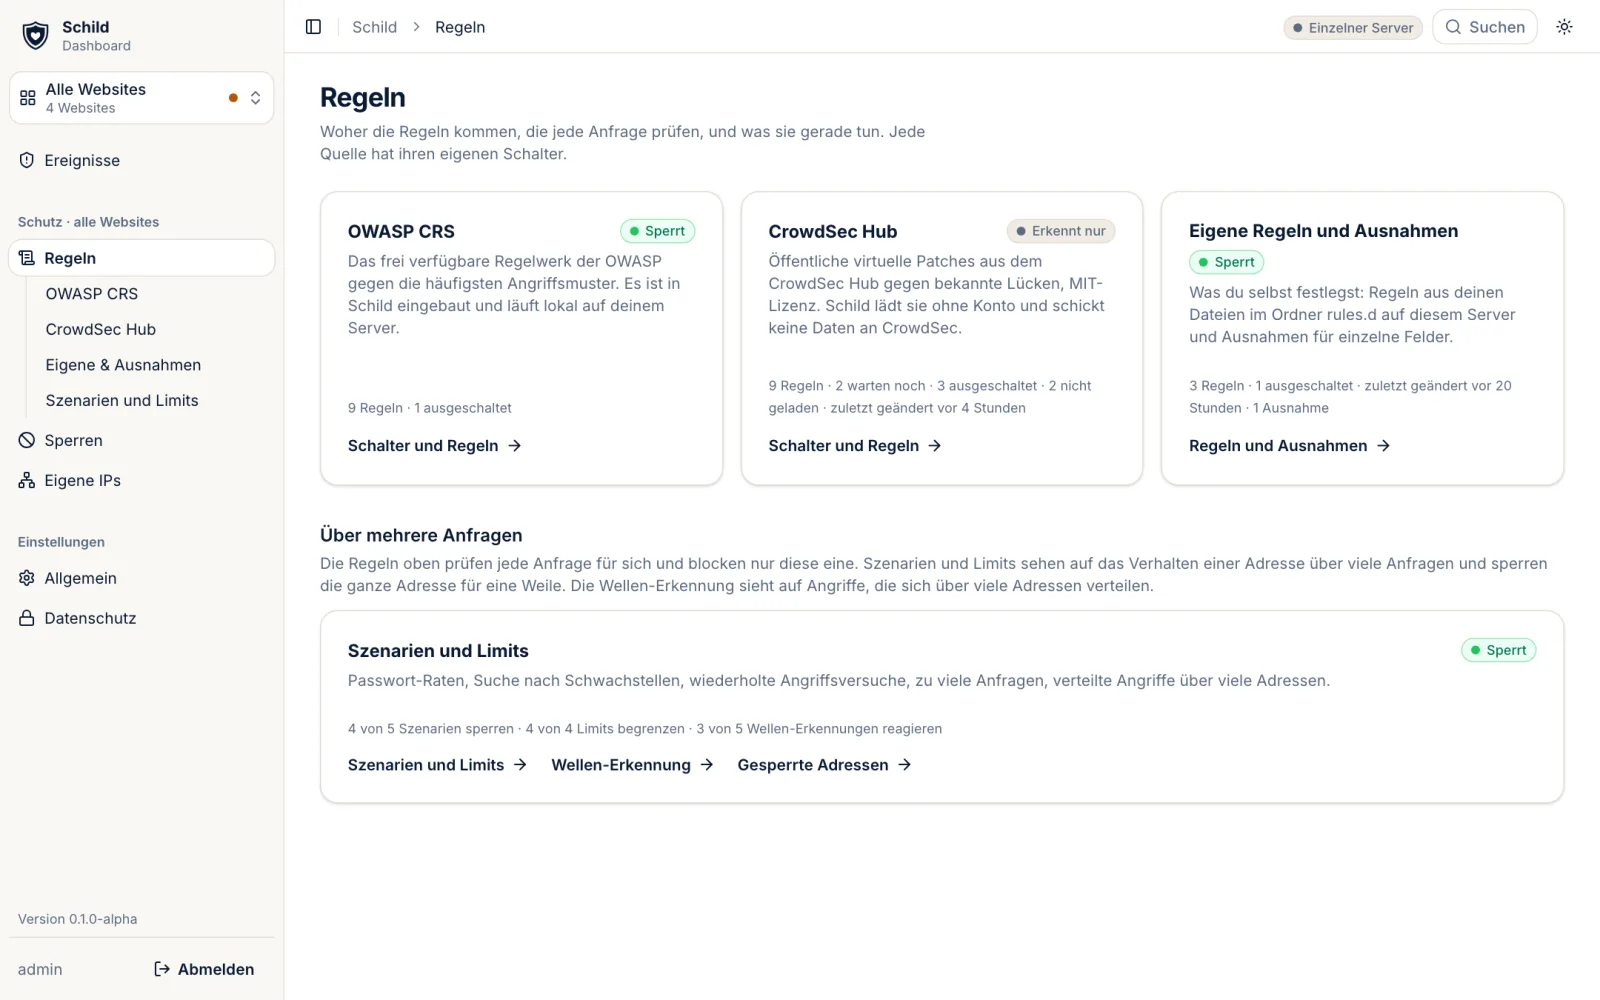 Schild
Dashboard
Alle Websites
4 Websites
Ereignisse
Schutz · alle Websites
Regeln
OWASP CRS
CrowdSec Hub
Eigene & Ausnahmen
Szenarien und Limits
Sperren
Eigene IPs
Einstellungen
Allgemein
Datenschutz
Version 0.1.0-alpha
admin
Abmelden
Schild
Regeln
Einzelner Server
Suchen
Regeln
Woher die Regeln kommen, die jede Anfrage prüfen, und was sie gerade tun. Jede
Quelle hat ihren eigenen Schalter.
OWASP CRS
Sperrt
Das frei verfügbare Regelwerk der OWASP
gegen die häufigsten Angriffsmuster. Es ist in
Schild eingebaut und läuft lokal auf deinem
Server.
9 Regeln · 1 ausgeschaltet
Schalter und Regeln
CrowdSec Hub
Erkennt nur
Öffentliche virtuelle Patches aus dem
CrowdSec Hub gegen bekannte Lücken, MIT-
Lizenz. Schild lädt sie ohne Konto und schickt
keine Daten an CrowdSec.
9 Regeln · 2 warten noch · 3 ausgeschaltet · 2 nicht
geladen · zuletzt geändert vor 4 Stunden
Schalter und Regeln
Eigene Regeln und Ausnahmen
Sperrt
Was du selbst festlegst: Regeln aus deinen
Dateien im Ordner rules.d auf diesem Server
und Ausnahmen für einzelne Felder.
3 Regeln · 1 ausgeschaltet · zuletzt geändert vor 20
Stunden · 1 Ausnahme
Regeln und Ausnahmen
Über mehrere Anfragen
Die Regeln oben prüfen jede Anfrage für sich und blocken nur diese eine. Szenarien und Limits sehen auf das Verhalten einer Adresse über viele Anfragen und sperren
die ganze Adresse für eine Weile. Die Wellen-Erkennung sieht auf Angriffe, die sich über viele Adressen verteilen.
Szenarien und Limits
Sperrt
Passwort-Raten, Suche nach Schwachstellen, wiederholte Angriffsversuche, zu viele Anfragen, verteilte Angriffe über viele Adressen.
4 von 5 Szenarien sperren · 4 von 4 Limits begrenzen · 3 von 5 Wellen-Erkennungen reagieren
Szenarien und Limits
Wellen-Erkennung
Gesperrte Adressen